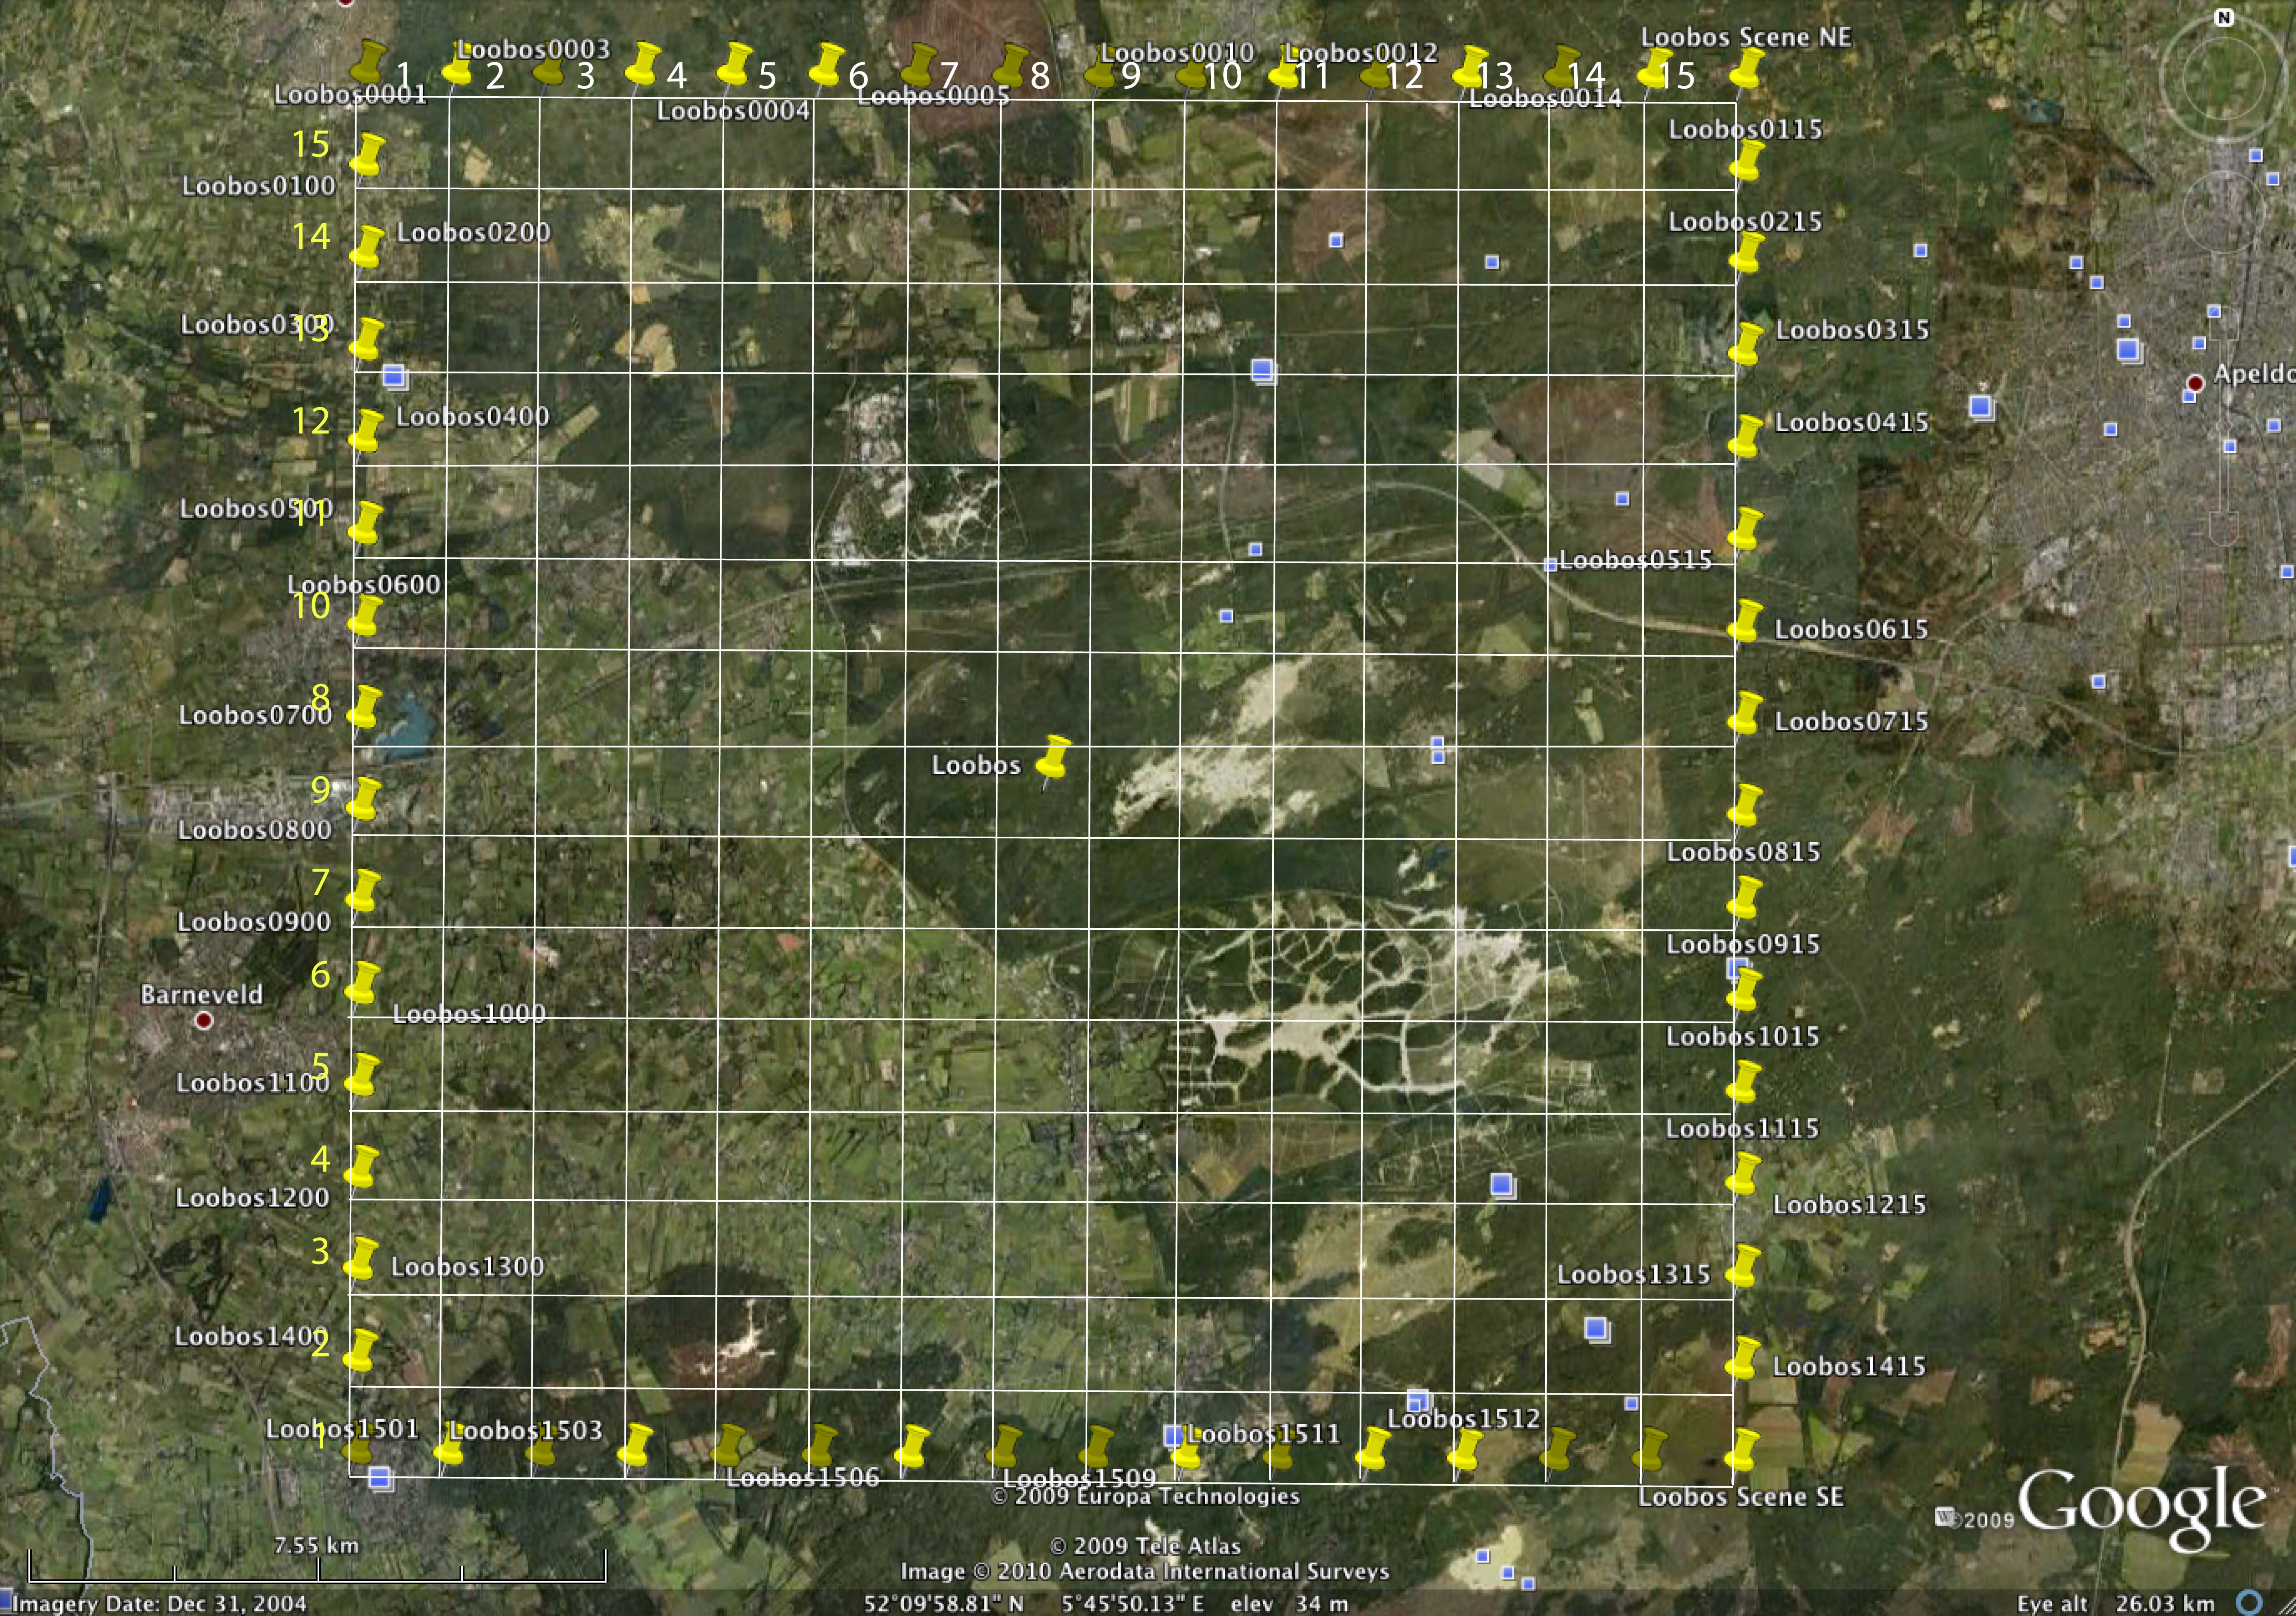 Loobos Scene NE
Loobos0003
Loobos0010
Loobos0012
1 2 3 4 5 6 7 8 9 10 11 12 13 14 15
Loobos0001
Loobos0004
Loobos0005
Loobos0014
N
15
Loobos0115
Loobos0100
14
Loobos0200
Loobos0215
Loobos0300
13
Loobos0315
Apeldo
12
Loobos0400
Loobos0415
Loobos0500
11
Loobos0515
Loobos0600
10
Loobos0615
8
Loobos0700
Loobos0715
Loobos
9
Loobos0800
Loobos0815
7
Loobos0900
Loobos0915
6
Barneveld
Loobos1000
Loobos1015
5
Loobos1100
Loobos1115
4
Loobos1200
Loobos1215
3
Loobos1300
Loobos1315
Loobos1400
2
Loobos1415
Loobos1501
1
Loobos1503
Loobos1511
Loobos1512
Loobos1506
Loobos1509
Loobos Scene SE
© 2009 Europa Technologies
©2009 Google
7.55 km
© 2009 Tele Atlas
Image © 2010 Aerodata International Surveys
Imagery Date: Dec 31, 2004
52°09'58.81" N 5°45'50.13" E elev 34 m
Eye alt 26.03 km